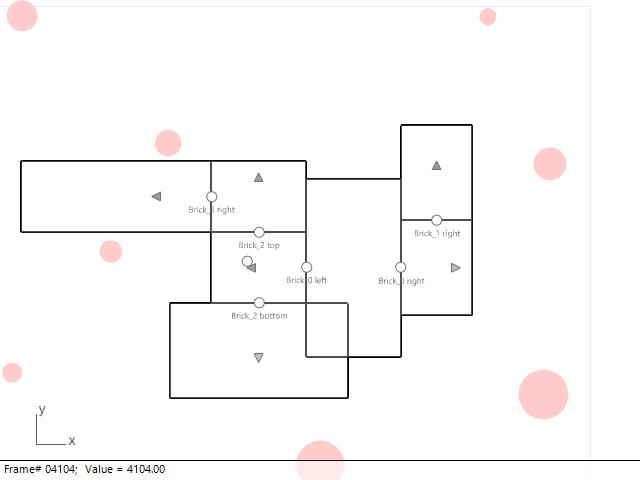 Brick_3 right
Brick_1 right
Brick_2 top
Brick_0 left
Brick_0 right
Brick_2 bottom
y
x
Frame# 04104; Value = 4104.00